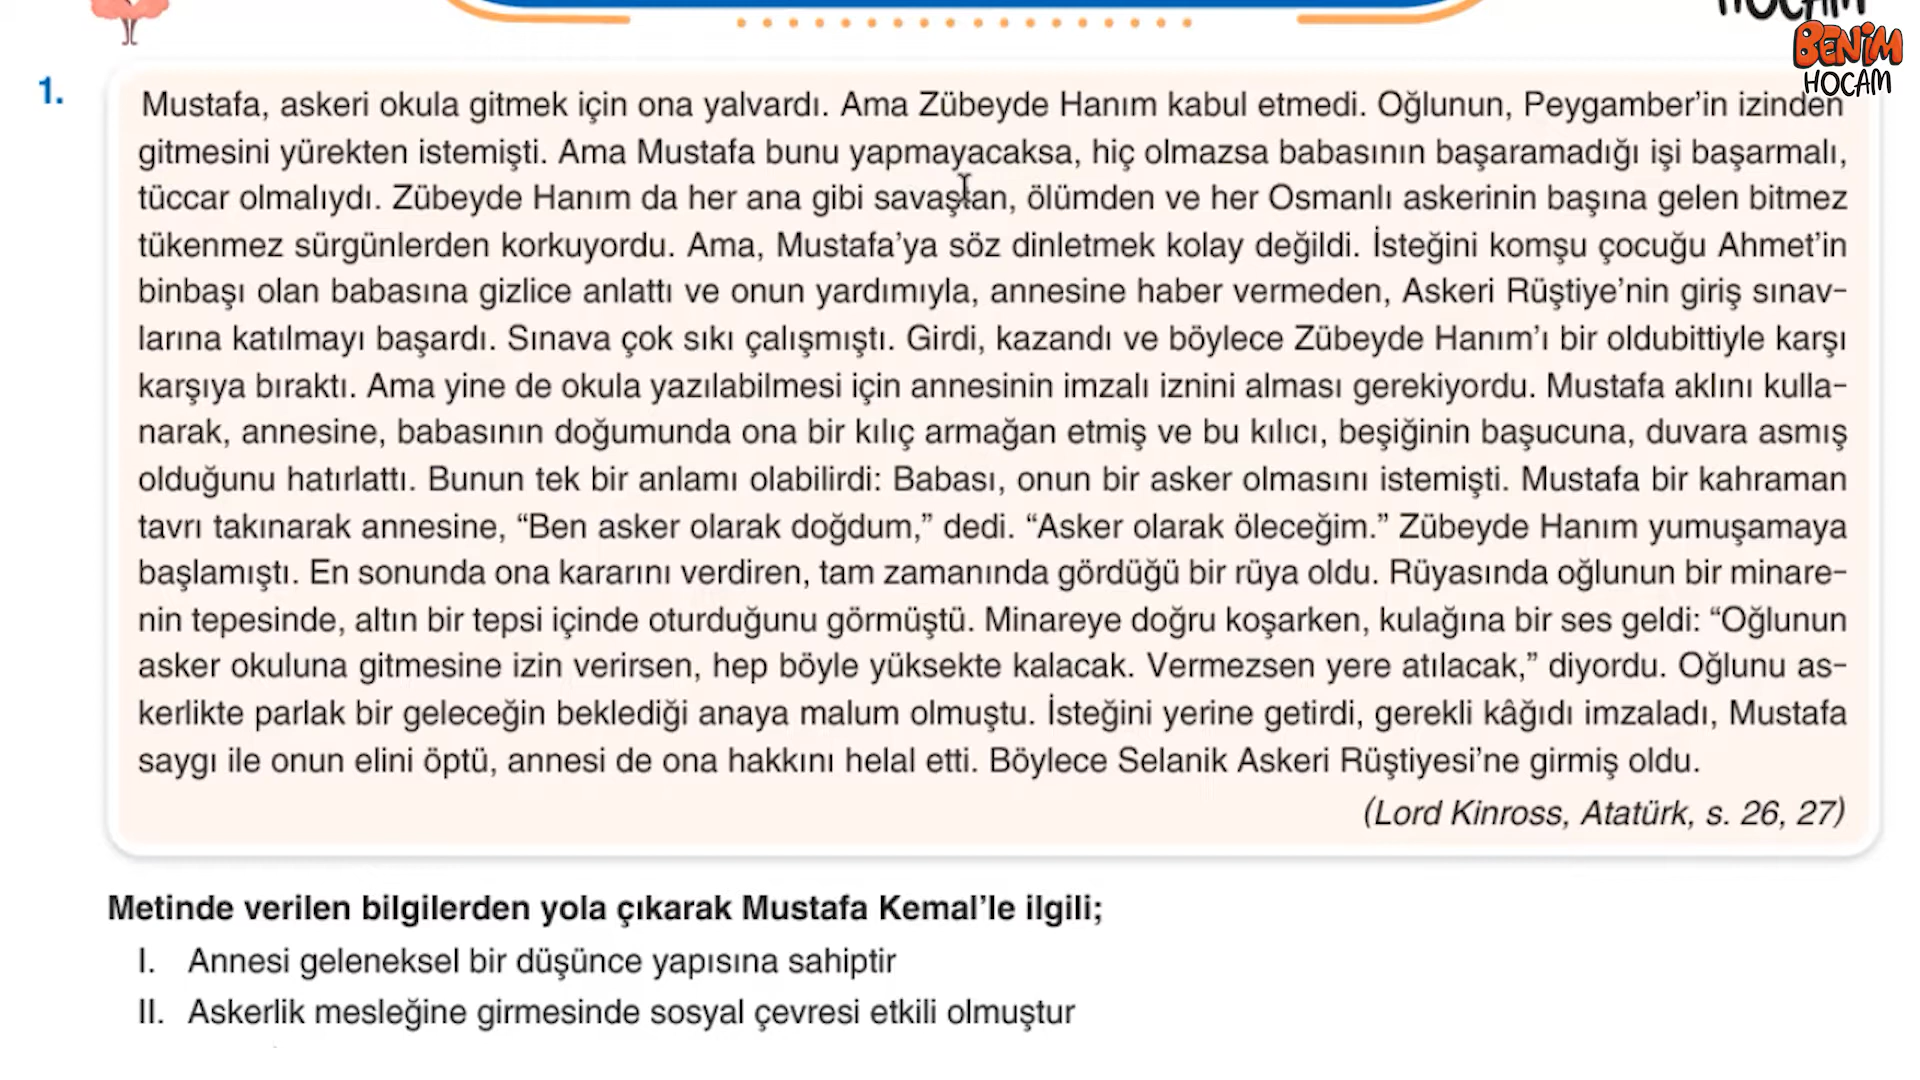 HOCAM
BENİM
HOCAM
1.
Mustafa, askeri okula gitmek için ona yalvardı. Ama Zübeyde Hanım kabul etmedi. Oğlunun, Peygamber’in izinden
gitmesini yürekten istemişti. Ama Mustafa bunu yapmayacaksa, hiç olmazsa babasının başaramadığı işi başarmalı,
tüccar olmalıydı. Zübeyde Hanım da her ana gibi savaştan, ölümden ve her Osmanlı askerinin başına gelen bitmez
tükenmez sürgünlerden korkuyordu. Ama, Mustafa’ya söz dinletmek kolay değildi. İsteğini komşu çocuğu Ahmet’in
binbaşı olan babasına gizlice anlattı ve onun yardımıyla, annesine haber vermeden, Askeri Rüştiye’nin giriş sınav-
larına katılmayı başardı. Sınava çok sıkı çalışmıştı. Girdi, kazandı ve böylece Zübeyde Hanım’ı bir oldubittiyle karşı
karşıya bıraktı. Ama yine de okula yazılabilmesi için annesinin imzalı iznini alması gerekiyordu. Mustafa aklını kulla-
narak, annesine, babasının doğumunda ona bir kılıç armağan etmiş ve bu kılıcı, beşiğinin başucuna, duvara asmış
olduğunu hatırlattı. Bunun tek bir anlamı olabilirdi: Babası, onun bir asker olmasını istemişti. Mustafa bir kahraman
tavrı takınarak annesine, “Ben asker olarak doğdum,” dedi. “Asker olarak öleceğim.” Zübeyde Hanım yumuşamaya
başlamıştı. En sonunda ona kararını verdiren, tam zamanında gördüğü bir rüya oldu. Rüyasında oğlunun bir minare-
nin tepesinde, altın bir tepsi içinde oturduğunu görmüştü. Minareye doğru koşarken, kulağına bir ses geldi: “Oğlunun
asker okuluna gitmesine izin verirsen, hep böyle yüksekte kalacak. Vermezsen yere atılacak,” diyordu. Oğlunu as-
kerlikte parlak bir geleceğin beklediği anaya malum olmuştu. İsteğini yerine getirdi, gerekli kâğıdı imzaladı, Mustafa
saygı ile onun elini öptü, annesi de ona hakkını helal etti. Böylece Selanik Askeri Rüştiyesi’ne girmiş oldu.
(Lord Kinross, Atatürk, s. 26, 27)
Metinde verilen bilgilerden yola çıkarak Mustafa Kemal’le ilgili;
I. Annesi geleneksel bir düşünce yapısına sahiptir
II. Askerlik mesleğine girmesinde sosyal çevresi etkili olmuştur